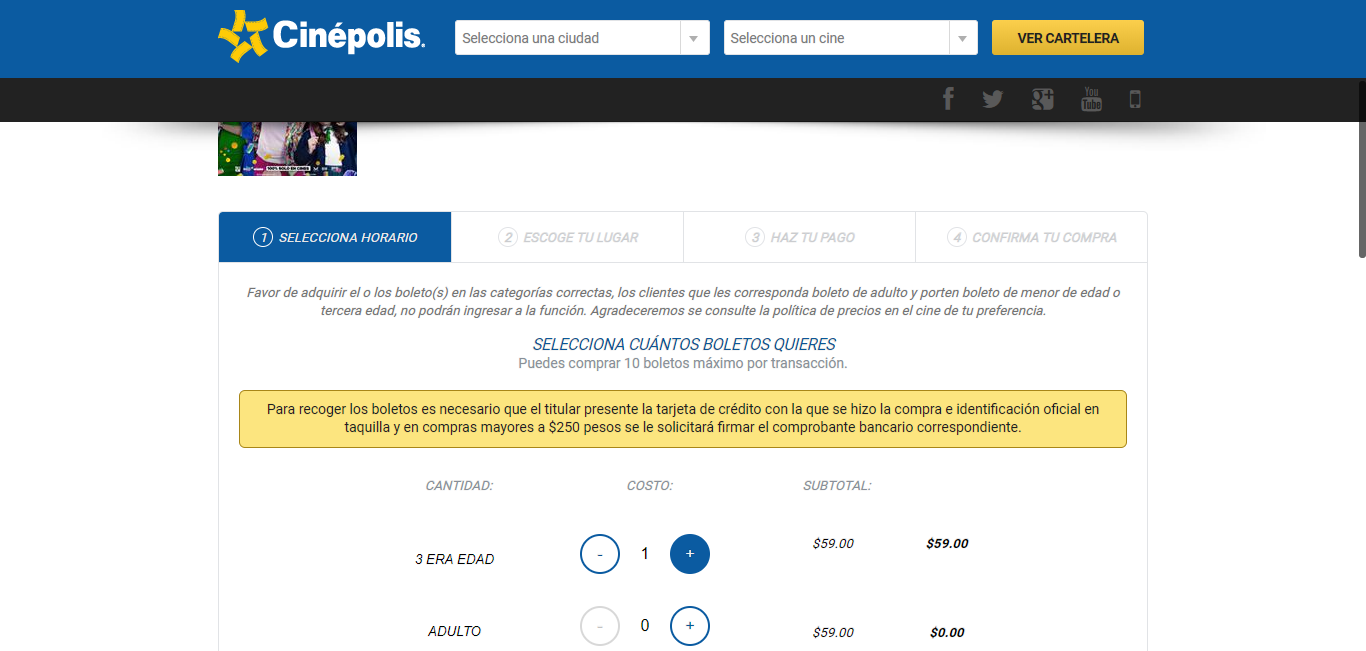 Cinépolis.
Selecciona una ciudad
Selecciona un cine
VER CARTELERA
You
Tube
100% SOLO EN CINES
1 SELECCIONA HORARIO
2 ESCOGE TU LUGAR
3 HAZ TU PAGO
4 CONFIRMA TU COMPRA
Favor de adquirir el o los boleto(s) en las categorías correctas, los clientes que les corresponda boleto de adulto y porten boleto de menor de edad o
tercera edad, no podrán ingresar a la función. Agradeceremos se consulte la política de precios en el cine de tu preferencia.
SELECCIONA CUÁNTOS BOLETOS QUIERES
Puedes comprar 10 boletos máximo por transacción.
Para recoger los boletos es necesario que el titular presente la tarjeta de crédito con la que se hizo la compra e identificación oficial en
taquilla y en compras mayores a $250 pesos se le solicitará firmar el comprobante bancario correspondiente.
CANTIDAD: COSTO: SUBTOTAL:
3 ERA EDAD - 1 + $59.00 $59.00
ADULTO - 0 + $59.00 $0.00